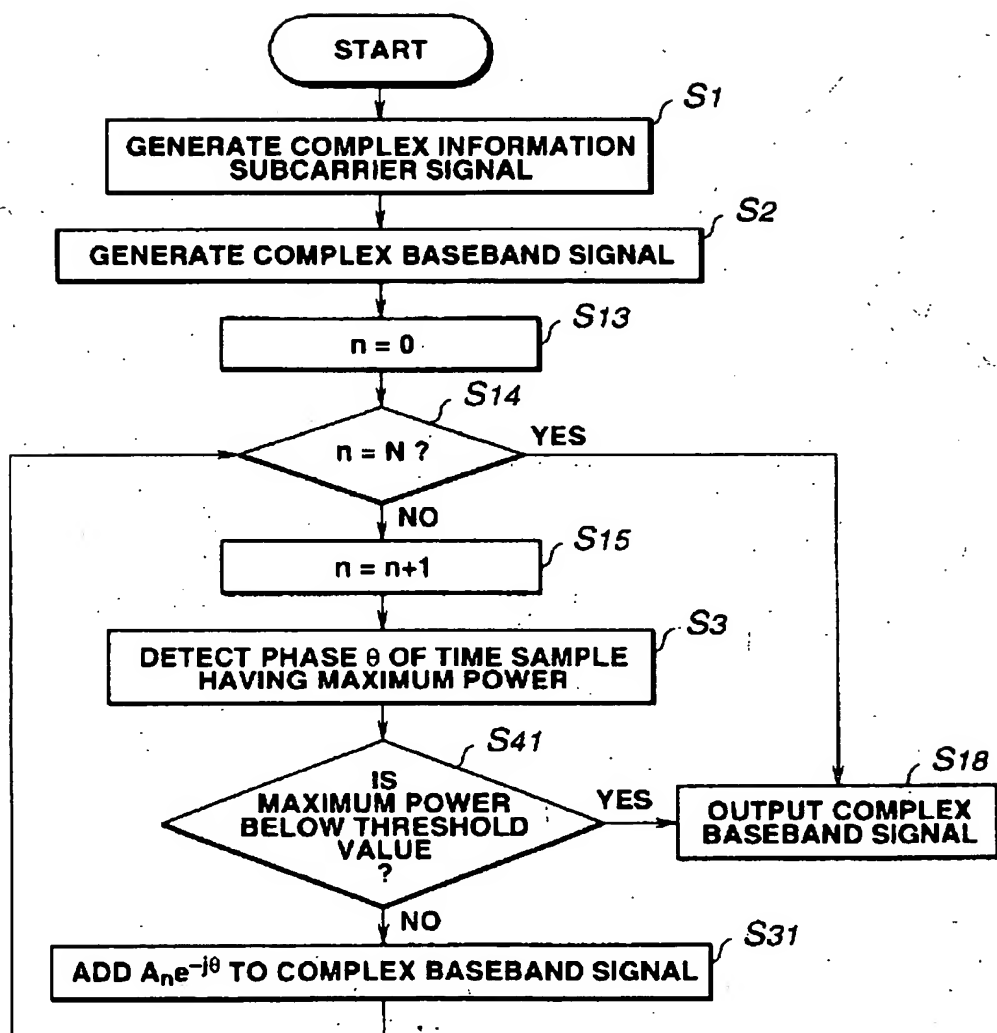 START
S1
GENERATE COMPLEX INFORMATION
SUBCARRIER SIGNAL
S2
GENERATE COMPLEX BASEBAND SIGNAL
S13
n = 0
S14
n = N ?
YES
NO
S15
n = n+1
S3
DETECT PHASE θ OF TIME SAMPLE
HAVING MAXIMUM POWER
S41
IS
MAXIMUM POWER
BELOW THRESHOLD
VALUE
?
YES
S18
OUTPUT COMPLEX
BASEBAND SIGNAL
NO
S31
ADD Aₙe⁻ʲᶿ TO COMPLEX BASEBAND SIGNAL